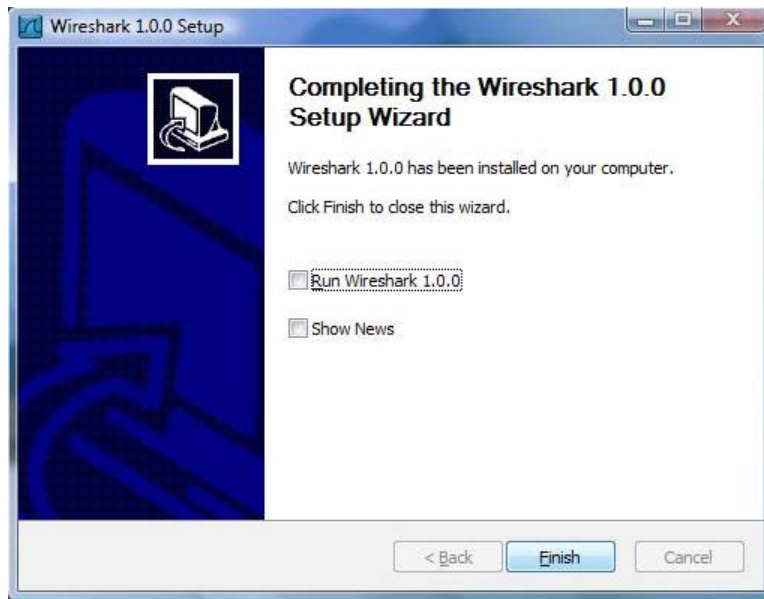 Wireshark 1.0.0 Setup
Completing the Wireshark 1.0.0
Setup Wizard
Wireshark 1.0.0 has been installed on your computer.
Click Finish to close this wizard.
Run Wireshark 1.0.0
Show News
< Back Finish Cancel